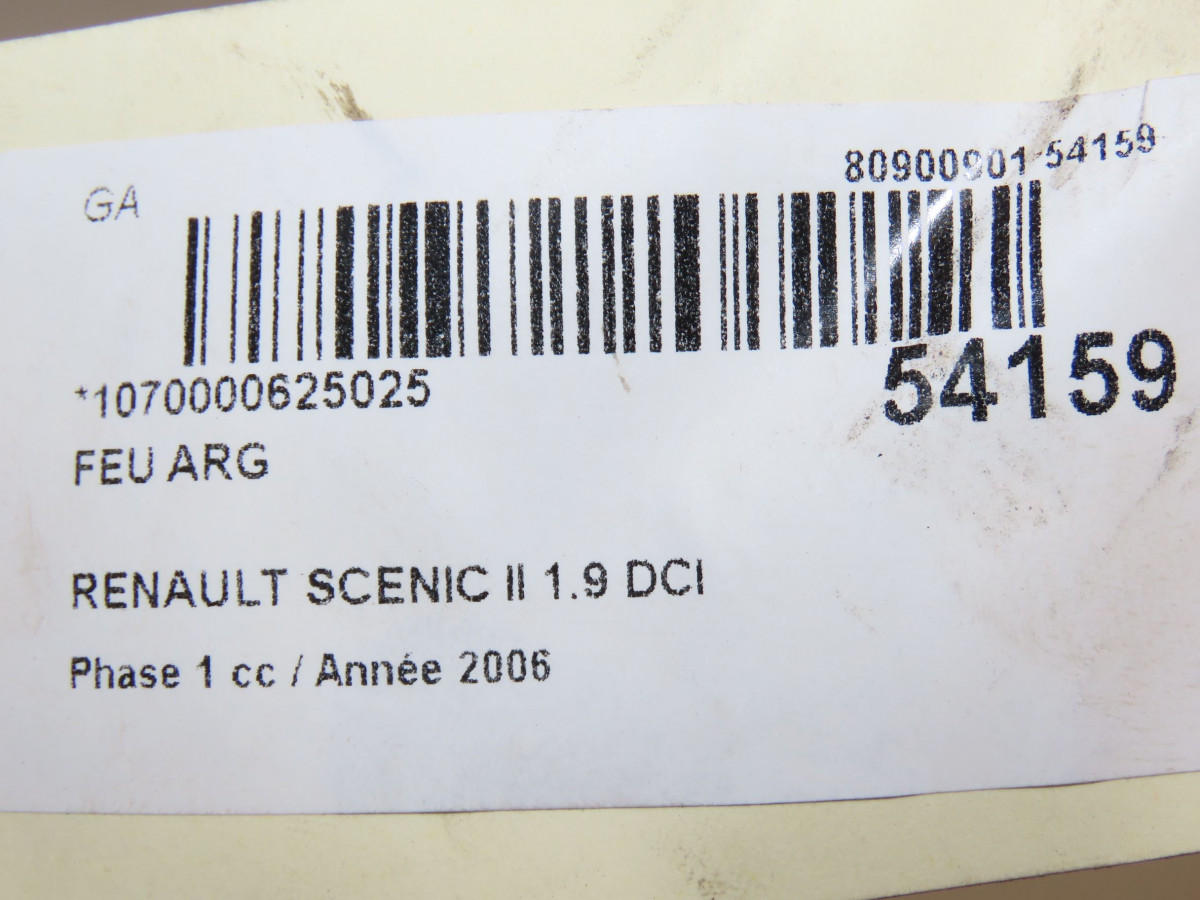 GA
80900901 54159
54159
*1070000625025
FEU ARG
RENAULT SCENIC II 1.9 DCI
Phase 1 cc / Année 2006